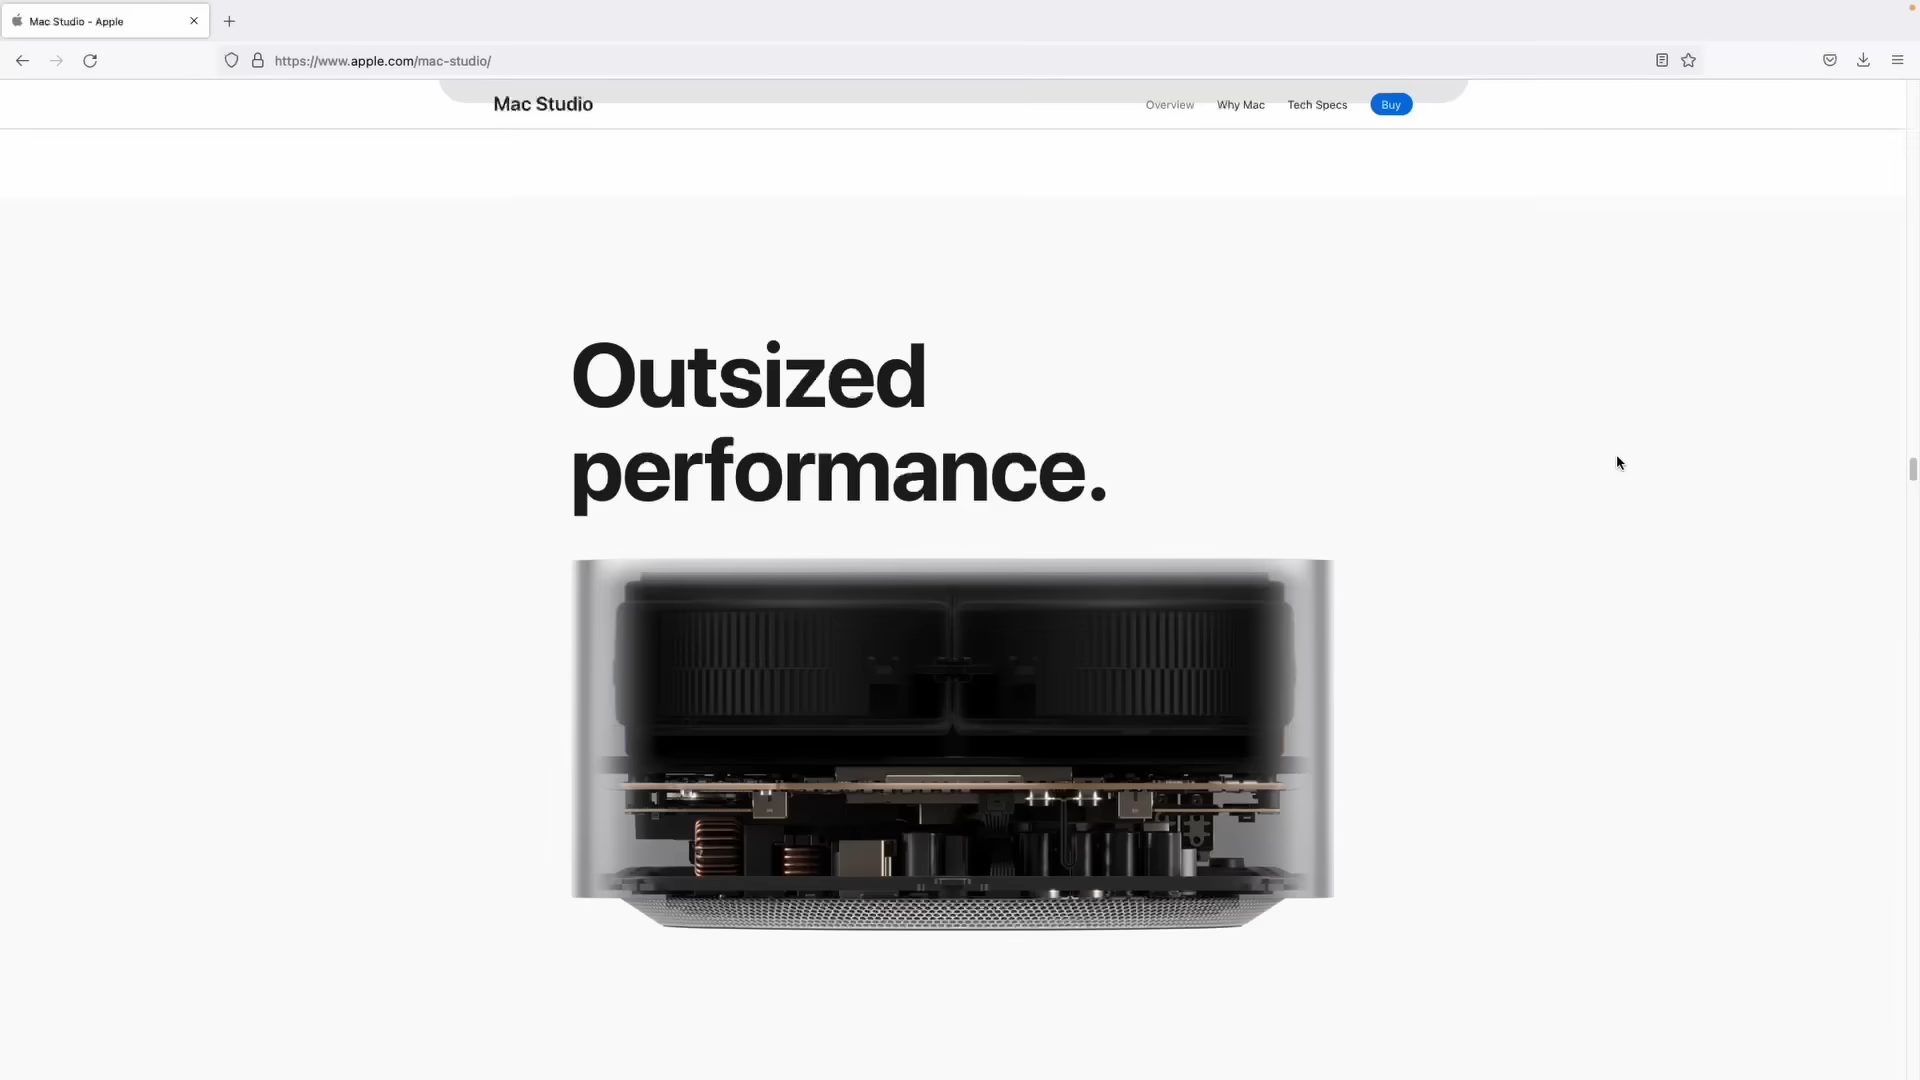 Mac Studio - Apple
https://www.apple.com/mac-studio/
Mac Studio
Overview
Why Mac
Tech Specs
Buy
Outsized
performance.